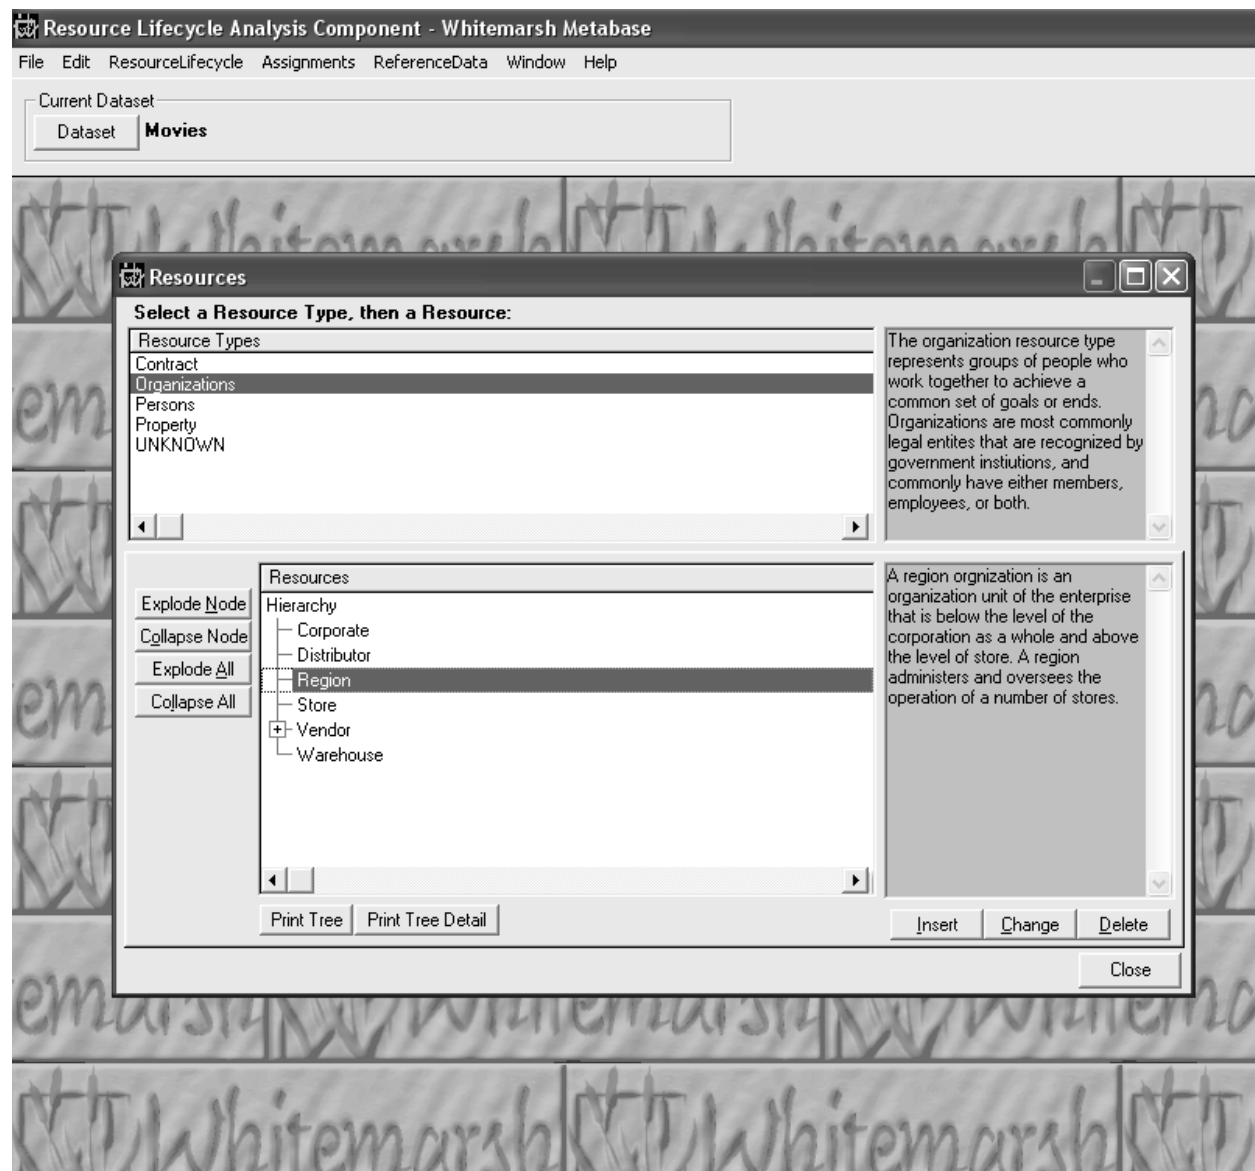 Resource Lifecycle Analysis Component - Whitemarsh Metabase
File Edit ResourceLifecycle Assignments ReferenceData Window Help
Current Dataset
Dataset Movies
Resources
Select a Resource Type, then a Resource:
Resource Types
Contract
Organizations
Persons
Property
UNKNOWN
The organization resource type
represents groups of people who
work together to achieve a
common set of goals or ends.
Organizations are most commonly
legal entites that are recognized by
government instiutions, and
commonly have either members,
employees, or both.
Explode Node
Collapse Node
Explode All
Collapse All
Resources
Hierarchy
Corporate
Distributor
Region
Store
Vendor
Warehouse
A region orgnization is an
organization unit of the enterprise
that is below the level of the
corporation as a whole and above
the level of store. A region
administers and oversees the
operation of a number of stores.
Print Tree Print Tree Detail
Insert Change Delete
Close
Whitemarsh Whitemarsh